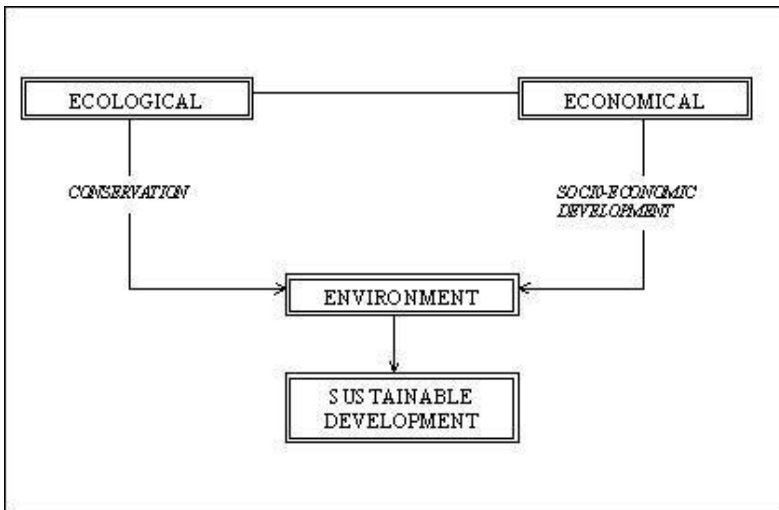 ECOLOGICAL
ECONOMICAL
CONSERVATION
SOCIO-ECONOMIC
DEVELOPMENT
ENVIRONMENT
SUSTAINABLE
DEVELOPMENT